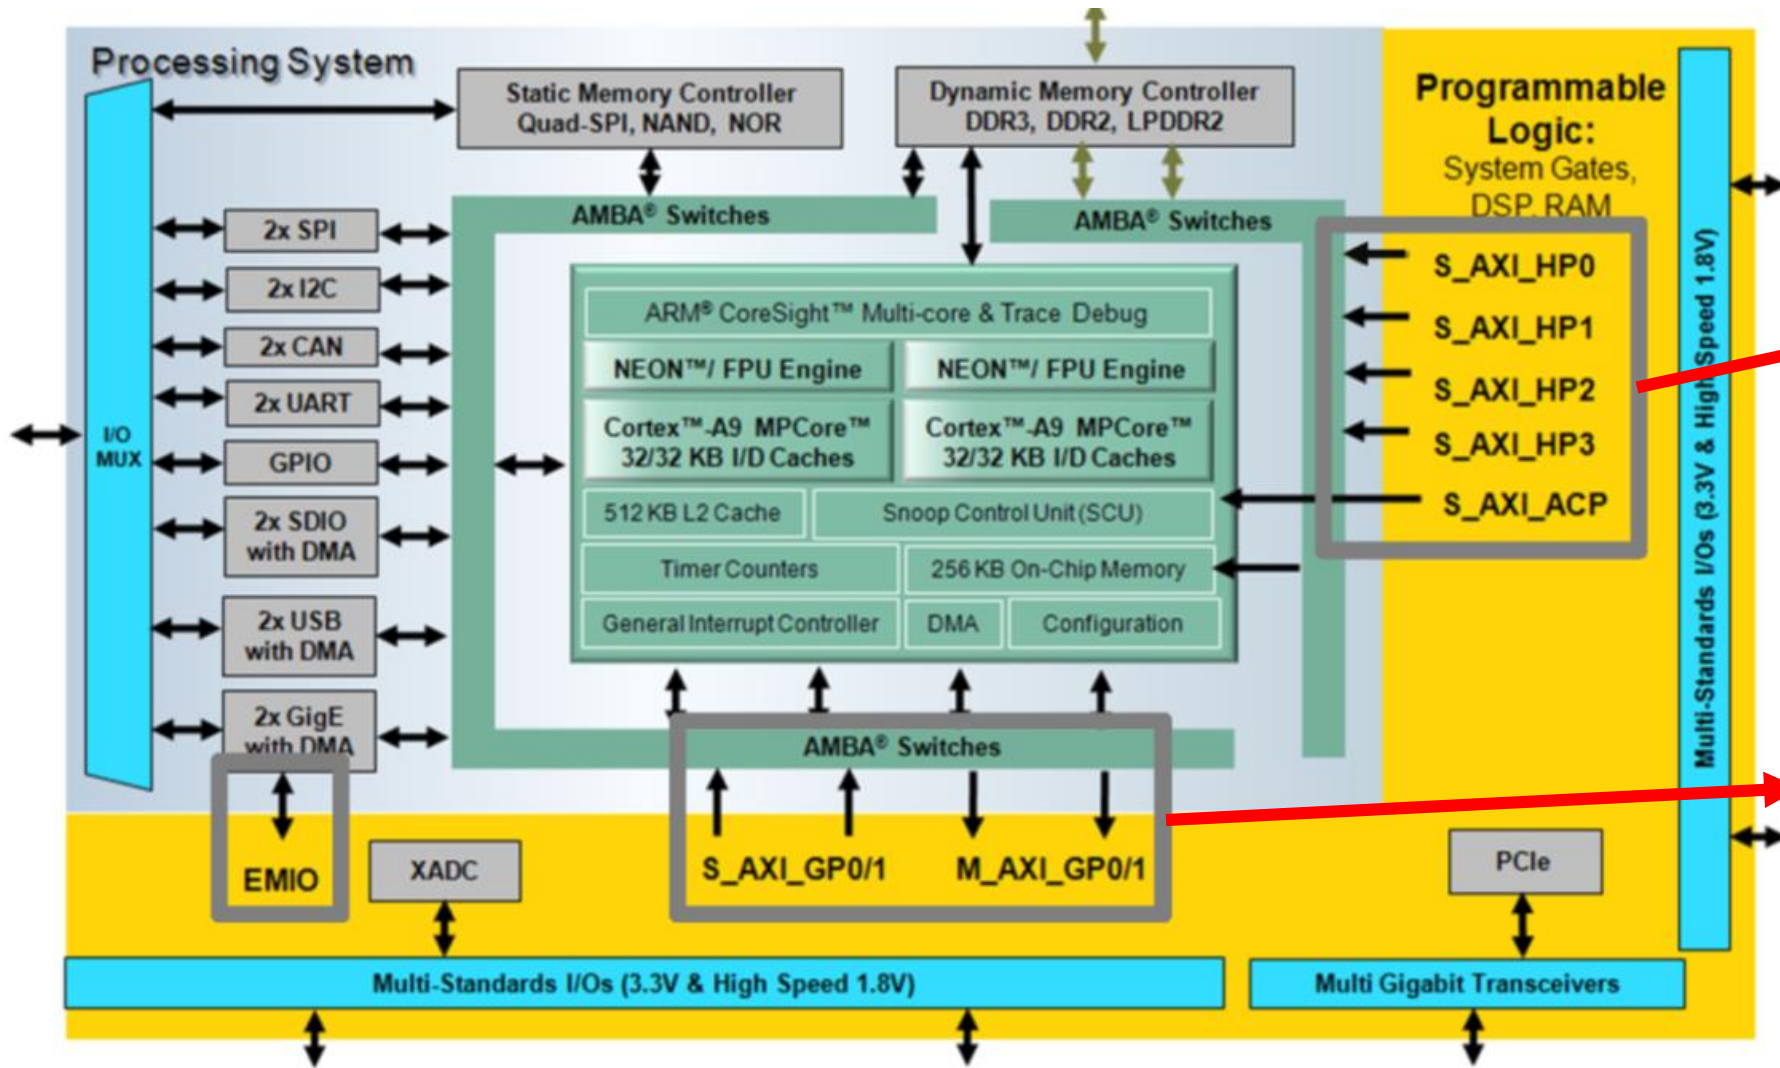 Processing System
Static Memory Controller
Quad-SPI, NAND, NOR
Dynamic Memory Controller
DDR3, DDR2, LPDDR2
Programmable
Logic:
System Gates,
DSP, RAM
AMBA® Switches
AMBA® Switches
I/O
MUX
2x SPI
2x I2C
2x CAN
2x UART
GPIO
2x SDIO
with DMA
2x USB
with DMA
2x GigE
with DMA
ARM® CoreSight™ Multi-core & Trace Debug
NEON™/ FPU Engine
NEON™/ FPU Engine
Cortex™-A9 MPCore™
32/32 KB I/D Caches
Cortex™-A9 MPCore™
32/32 KB I/D Caches
512 KB L2 Cache
Snoop Control Unit (SCU)
Timer Counters
256 KB On-Chip Memory
General Interrupt Controller
DMA
Configuration
S_AXI_HP0
S_AXI_HP1
S_AXI_HP2
S_AXI_HP3
S_AXI_ACP
Multi-Standards I/Os (3.3V & High Speed 1.8V)
AMBA® Switches
EMIO
XADC
S_AXI_GP0/1
M_AXI_GP0/1
PCIe
Multi-Standards I/Os (3.3V & High Speed 1.8V)
Multi Gigabit Transceivers